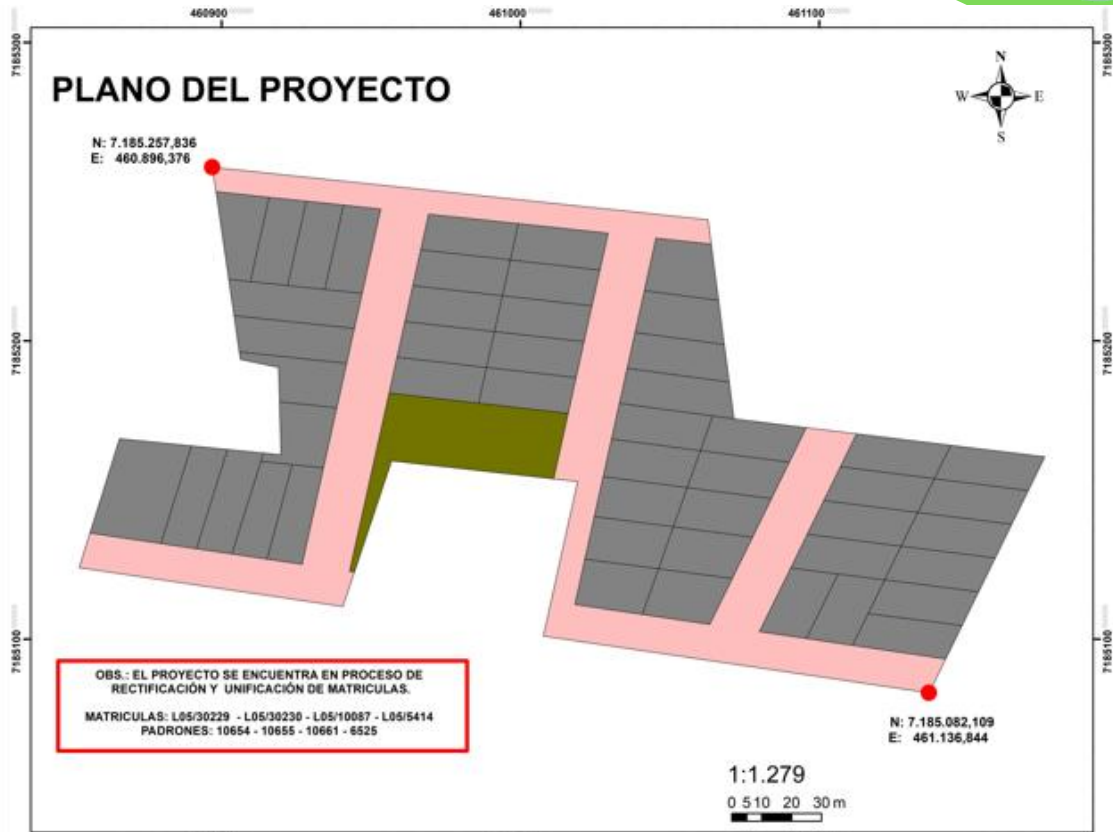 460900
461000
461100
7185300
7185300
PLANO DEL PROYECTO
N
W
E
S
N: 7.185.257,836
E: 460.896,376
7185200
7185200
7185100
7185100
OBS.: EL PROYECTO SE ENCUENTRA EN PROCESO DE
RECTIFICACIÓN Y UNIFICACIÓN DE MATRICULAS.
MATRICULAS: L05/30229 - L05/30230 - L05/10087 - L05/5414
PADRONES: 10654 - 10655 - 10661 - 6525
N: 7.185.082,109
E: 461.136,844
1:1.279
0 5 10 20 30 m